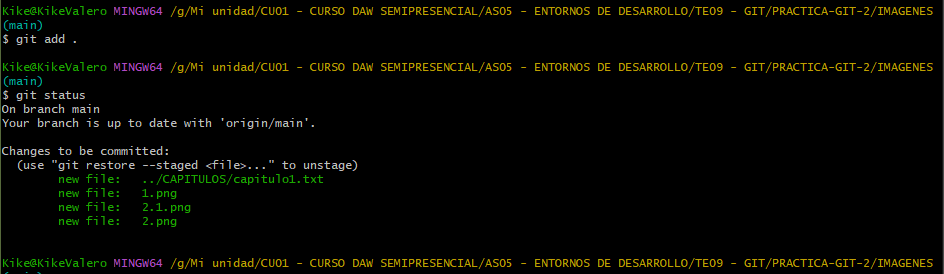 Kike@KikeValero MINGW64 /g/Mi unidad/CU01 - CURSO DAW SEMIPRESENCIAL/AS05 - ENTORNOS DE DESARROLLO/TE09 - GIT/PRACTICA-GIT-2/IMAGENES
(main)
$ git add .
Kike@KikeValero MINGW64 /g/Mi unidad/CU01 - CURSO DAW SEMIPRESENCIAL/AS05 - ENTORNOS DE DESARROLLO/TE09 - GIT/PRACTICA-GIT-2/IMAGENES
(main)
$ git status
On branch main
Your branch is up to date with 'origin/main'.
Changes to be committed:
(use "git restore --staged <file>..." to unstage)
new file: ../CAPITULOS/capitulo1.txt
new file: 1.png
new file: 2.1.png
new file: 2.png
Kike@KikeValero MINGW64 /g/Mi unidad/CU01 - CURSO DAW SEMIPRESENCIAL/AS05 - ENTORNOS DE DESARROLLO/TE09 - GIT/PRACTICA-GIT-2/IMAGENES